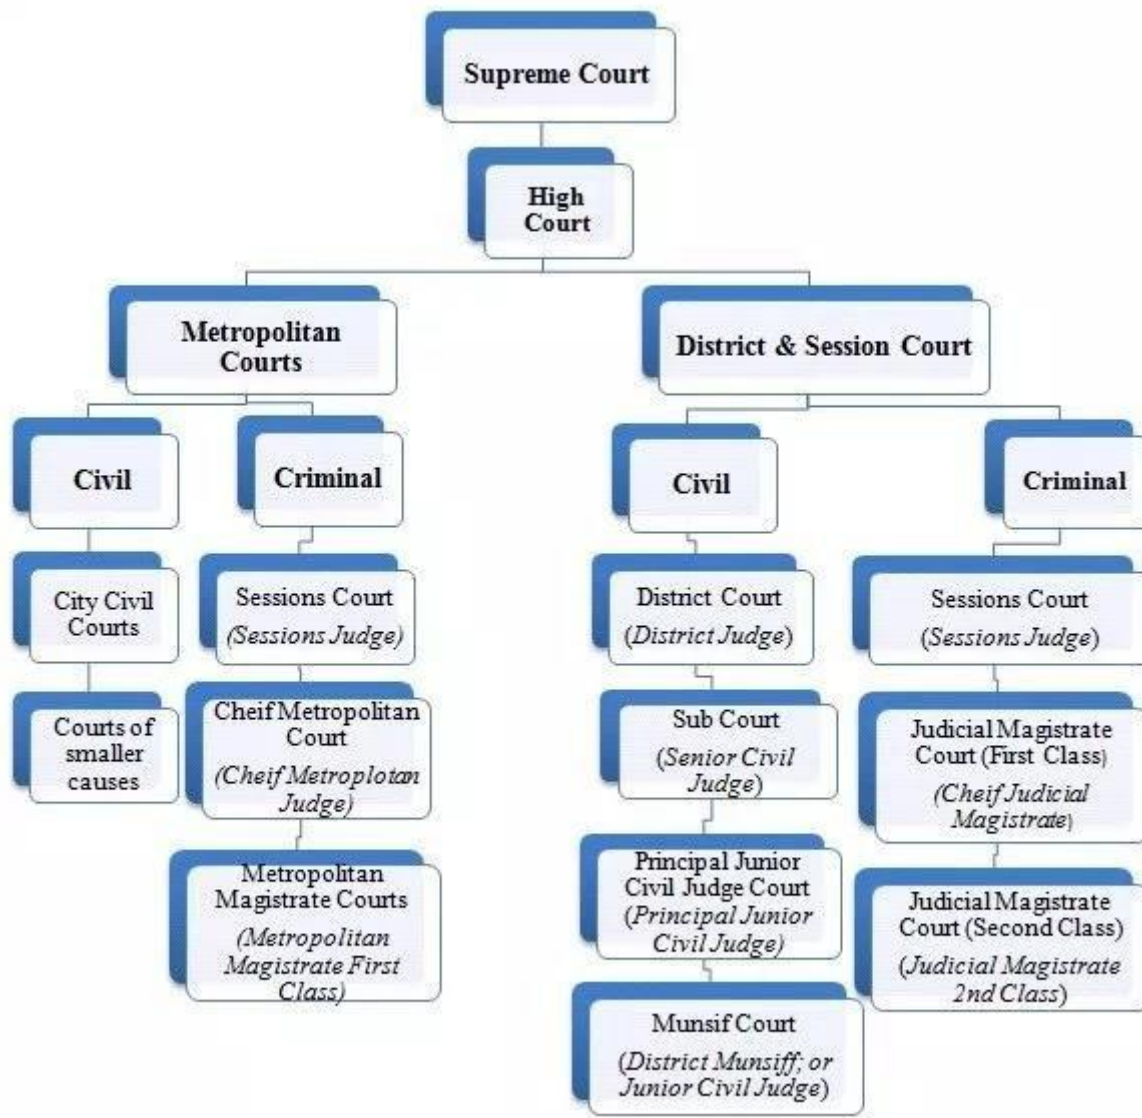 Supreme Court
High
Court
Metropolitan
Courts
District & Session Court
Civil
Criminal
Civil
Criminal
City Civil
Courts
Sessions Court
(Sessions Judge)
District Court
(District Judge)
Sessions Court
(Sessions Judge)
Courts of
smaller
causes
Cheif Metropolitan
Court
(Cheif Metroplotan
Judge)
Sub Court
(Senior Civil
Judge)
Judicial Magistrate
Court (First Class)
(Cheif Judicial
Magistrate)
Metropolitan
Magistrate Courts
(Metropolitan
Magistrate First
Class)
Principal Junior
Civil Judge Court
(Principal Junior
Civil Judge)
Judicial Magistrate
Court (Second Class)
(Judicial Magistrate
2nd Class)
Munsif Court
(District Munsiff; or
Junior Civil Judge)